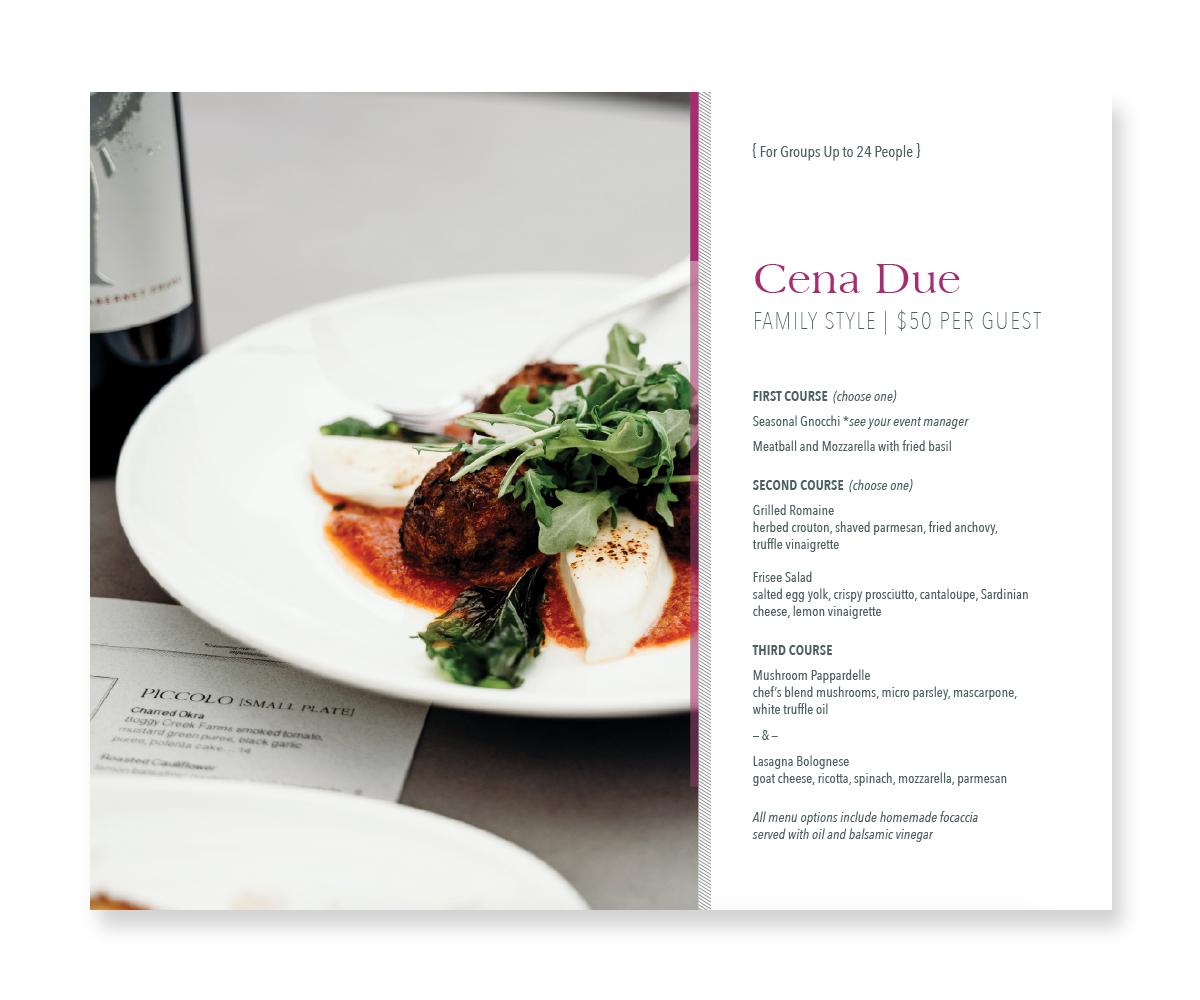 { For Groups Up to 24 People }
Cena Due
FAMILY STYLE | $50 PER GUEST
FIRST COURSE (choose one)
Seasonal Gnocchi *see your event manager
Meatball and Mozzarella with fried basil
SECOND COURSE (choose one)
Grilled Romaine
herbed crouton, shaved parmesan, fried anchovy,
truffle vinaigrette
Frisee Salad
salted egg yolk, crispy prosciutto, cantaloupe, Sardinian
cheese, lemon vinaigrette
THIRD COURSE
Mushroom Pappardelle
chef's blend mushrooms, micro parsley, mascarpone,
white truffle oil
– & –
Lasagna Bolognese
goat cheese, ricotta, spinach, mozzarella, parmesan
All menu options include homemade focaccia
served with oil and balsamic vinegar
PICCOLO [SMALL PLATE]
Charred Okra
Boggy Creek Farms smoked tomato,
mustard green puree, black garlic
puree, polenta cake... 14
Roasted Cauliflower